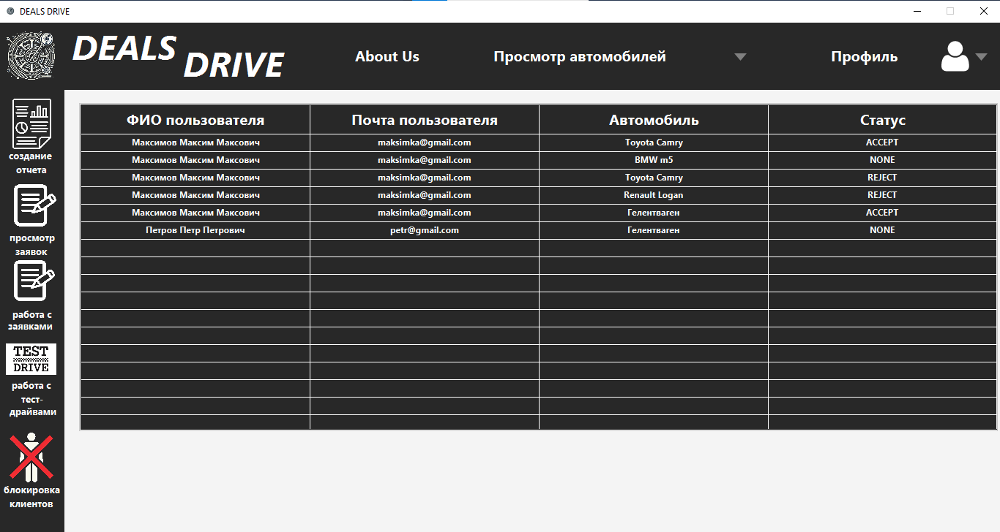 DEALS DRIVE
DEALS
DRIVE
About Us
Просмотр автомобилей
Профиль
создание
отчета
просмотр
заявок
работа с
заявками
TEST
DRIVE
работа с
тест-
драйвами
блокировка
клиентов
ФИО пользователя Почта пользователя Автомобиль Статус
Максимов Максим Максович maksimka@gmail.com Toyota Camry ACCEPT
Максимов Максим Максович maksimka@gmail.com BMW m5 NONE
Максимов Максим Максович maksimka@gmail.com Toyota Camry REJECT
Максимов Максим Максович maksimka@gmail.com Renault Logan REJECT
Максимов Максим Максович maksimka@gmail.com Гелентваген ACCEPT
Петров Петр Петрович petr@gmail.com Гелентваген NONE